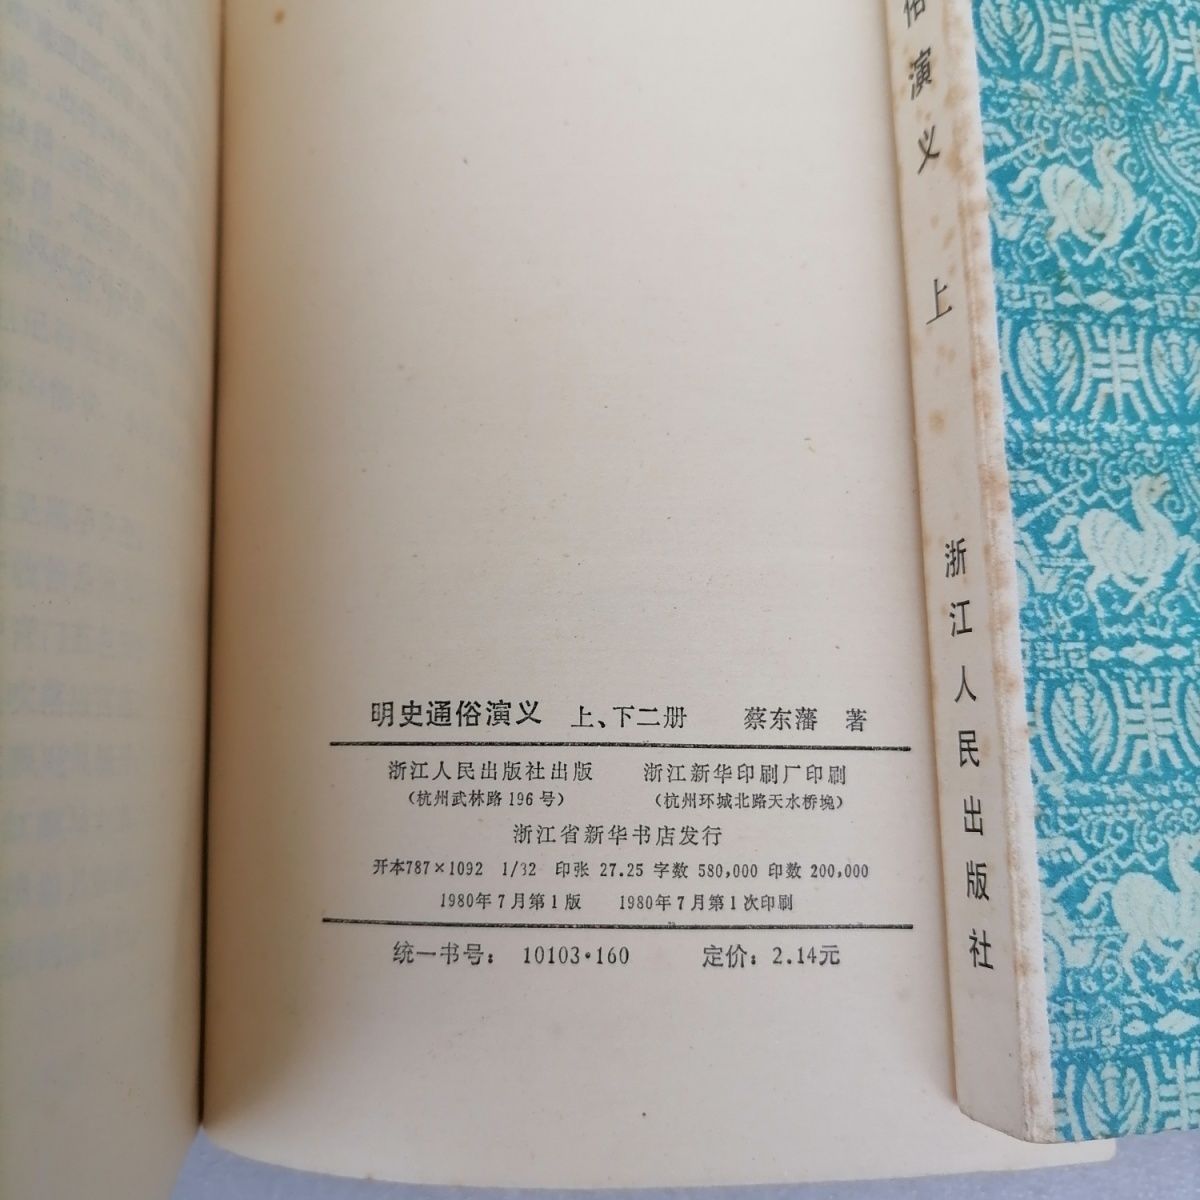 明史通俗演义 上、下二册 蔡东藩 著
浙江人民出版社出版 浙江新华印刷厂印刷
（杭州武林路196号） （杭州环城北路天水桥堍）
浙江省新华书店发行
开本787×1092 1/32 印张 27.25 字数 580,000 印数 200,000
1980年7月第1版 1980年7月第1次印刷
统一书号：10103·160 定价：2.14元
俗演义 上 浙江人民出版社